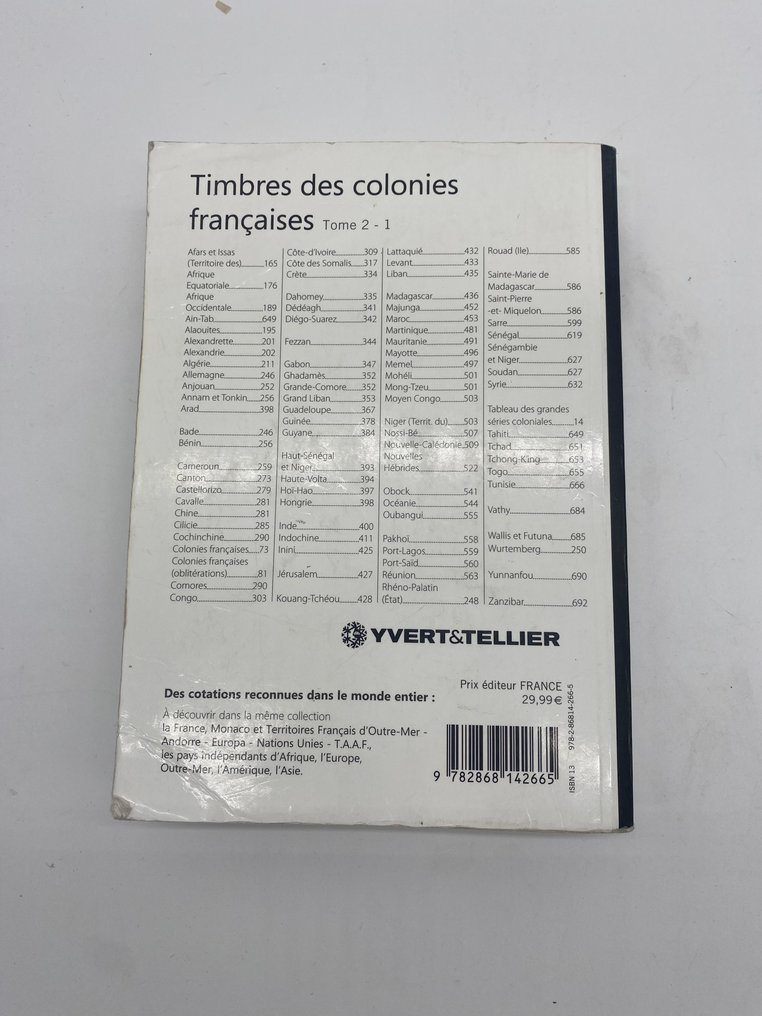 Timbres des colonies
françaises Tome 2 - 1
Afars et Issas
(Territoire des)............165
Afrique
Equatoriale............176
Afrique
Occidentale............189
Ain-Tab............649
Alaouites............195
Alexandrette............201
Alexandrie............202
Algérie............211
Allemagne............246
Anjouan............252
Annam et Tonkin............256
Arad............398
Bade............246
Bénin............256
Cameroun............259
Canton............273
Castellorizo............279
Cavalle............281
Chine............281
Cilicie............285
Cochinchine............290
Colonies françaises............73
Colonies françaises
(oblitérations)............81
Comores............290
Congo............303
Côte-d'Ivoire............309
Côte des Somalis............317
Crète............334
Dahomey............335
Dédéagh............341
Diégo-Suarez............342
Fezzan............344
Gabon............347
Ghadamès............352
Grande-Comore............352
Grand Liban............353
Guadeloupe............367
Guinée............378
Guyane............384
Haut-Sénégal
et Niger............393
Haute-Volta............394
Hoï-Hao............397
Hongrie............398
Inde............400
Indochine............411
Inini............425
Jérusalem............427
Kouang-Tchéou............428
Lattaquié............432
Levant............433
Liban............435
Madagascar............436
Majunga............452
Maroc............453
Martinique............481
Mauritanie............491
Mayotte............496
Memel............497
Mohéli............501
Mong-Tzeu............501
Moyen Congo............503
Niger (Territ. du)............503
Nossi-Bé............507
Nouvelle-Calédonie.509
Nouvelles
Hébrides............522
Obock............541
Océanie............544
Oubangui............555
Pakhoï............558
Port-Lagos............559
Port-Saïd............560
Réunion............563
Rhéno-Palatin
(État)............248
Rouad (Ile)............585
Sainte-Marie de
Madagascar............586
Saint-Pierre
-et- Miquelon............586
Sarre............599
Sénégal............619
Sénégambie
et Niger............627
Soudan............627
Syrie............632
Tableau des grandes
séries coloniales............14
Tahiti............649
Tchad............651
Tchong-King............653
Togo............655
Tunisie............666
Vathy............684
Wallis et Futuna............685
Wurtemberg............250
Yunnanfou............690
Zanzibar............692
YVERT&TELLIER
Prix éditeur FRANCE
29,99€
Des cotations reconnues dans le monde entier :
À découvrir dans la même collection
la France, Monaco et Territoires Français d'Outre-Mer -
Andorre - Europa - Nations Unies - T.A.A.F.,
les pays indépendants d'Afrique, l'Europe,
Outre-Mer, l'Amérique, l'Asie.
9 782868 142665
ISBN 13 978-2-86814-266-5